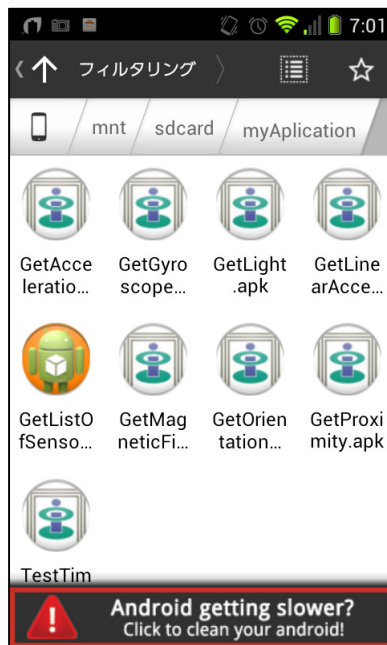 7:01
フィルタリング
mnt
sdcard
myAplication
GetAcce
leratio...
GetGyro
scope...
GetLight
.apk
GetLine
arAcce...
GetListO
fSenso...
GetMag
neticFi...
GetOrien
tation...
GetProxi
mity.apk
TestTim
Android getting slower?
Click to clean your android!